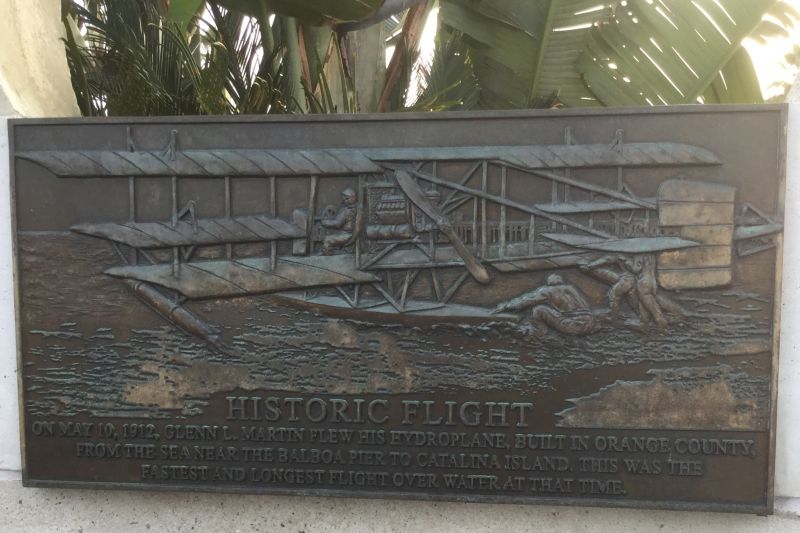 HISTORIC FLIGHT
ON MAY 10, 1912, GLENN L. MARTIN FLEW HIS HYDROPLANE, BUILT IN ORANGE COUNTY,
FROM THE SEA NEAR THE BALBOA PIER TO CATALINA ISLAND. THIS WAS THE
FASTEST AND LONGEST FLIGHT OVER WATER AT THAT TIME.